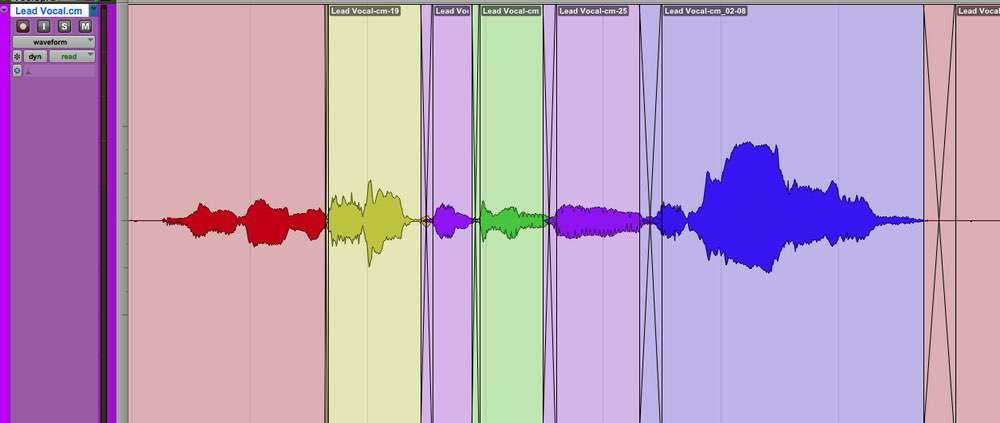 Lead Vocal.cm
I S M
waveform
dyn read
Lead Vocal-cm-19
Lead Vo
Lead Vocal-cm
Lead Vocal-cm-25
Lead Vocal-cm_02-08
Lead Vocal